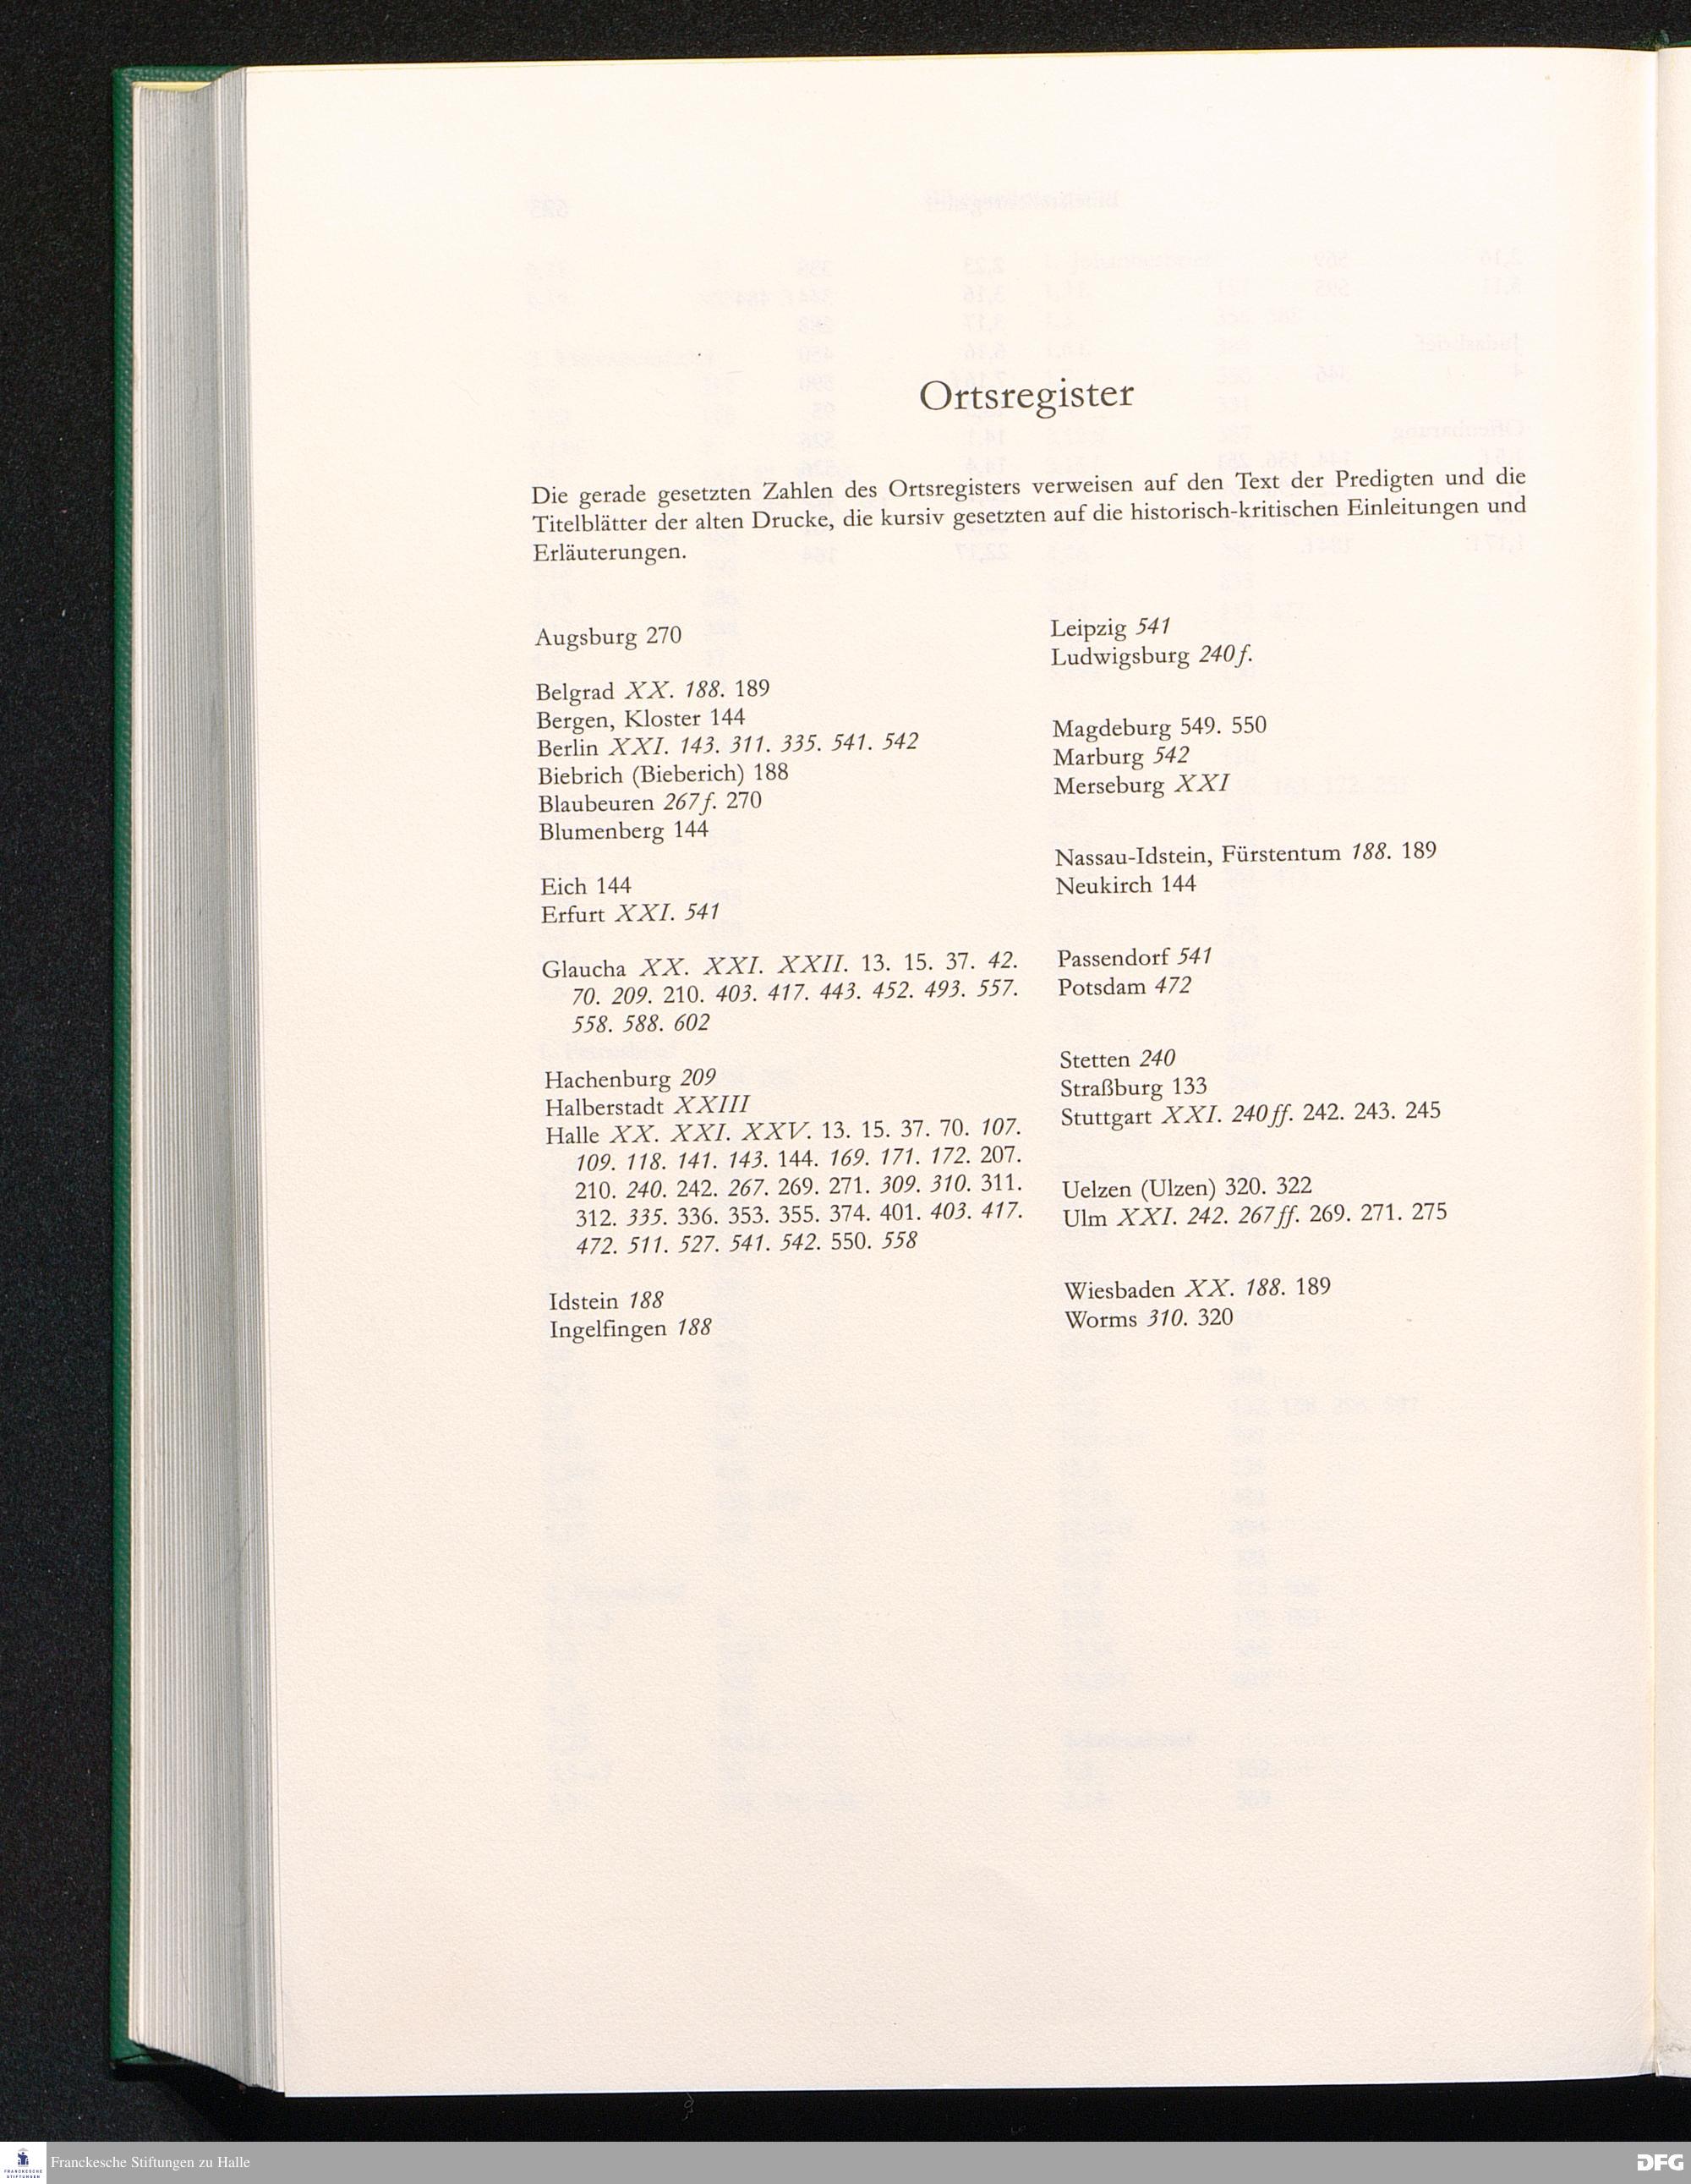 Ortsregister
Die gerade gesetzten Zahlen des Ortsregisters verweisen auf den Text der Predigten und die
Titelblätter der alten Drucke, die kursiv gesetzten auf die historisch-kritischen Einleitungen und
Erläuterungen.
Augsburg 270
Belgrad XX. 188. 189
Bergen, Kloster 144
Berlin XXI. 143. 311. 335. 541. 542
Biebrich (Bieberich) 188
Blaubeuren 267f. 270
Blumenberg 144
Eich 144
Erfurt XXI. 541
Glaucha XX. XXI. XXII. 13. 15. 37. 42.
70. 209. 210. 403. 417. 443. 452. 493. 557.
558. 588. 602
Hachenburg 209
Halberstadt XXIII
Halle XX. XXI. XXV. 13. 15. 37. 70. 107.
109. 118. 141. 143. 144. 169. 171. 172. 207.
210. 240. 242. 267. 269. 271. 309. 310. 311.
312. 335. 336. 353. 355. 374. 401. 403. 417.
472. 511. 527. 541. 542. 550. 558
Idstein 188
Ingelfingen 188
Leipzig 541
Ludwigsburg 240f.
Magdeburg 549. 550
Marburg 542
Merseburg XXI
Nassau-Idstein, Fürstentum 188. 189
Neukirch 144
Passendorf 541
Potsdam 472
Stetten 240
Straßburg 133
Stuttgart XXI. 240ff. 242. 243. 245
Uelzen (Ulzen) 320. 322
Ulm XXI. 242. 267ff. 269. 271. 275
Wiesbaden XX. 188. 189
Worms 310. 320
FRANCKESCHE
STIFTUNGEN
Franckesche Stiftungen zu Halle
DFG